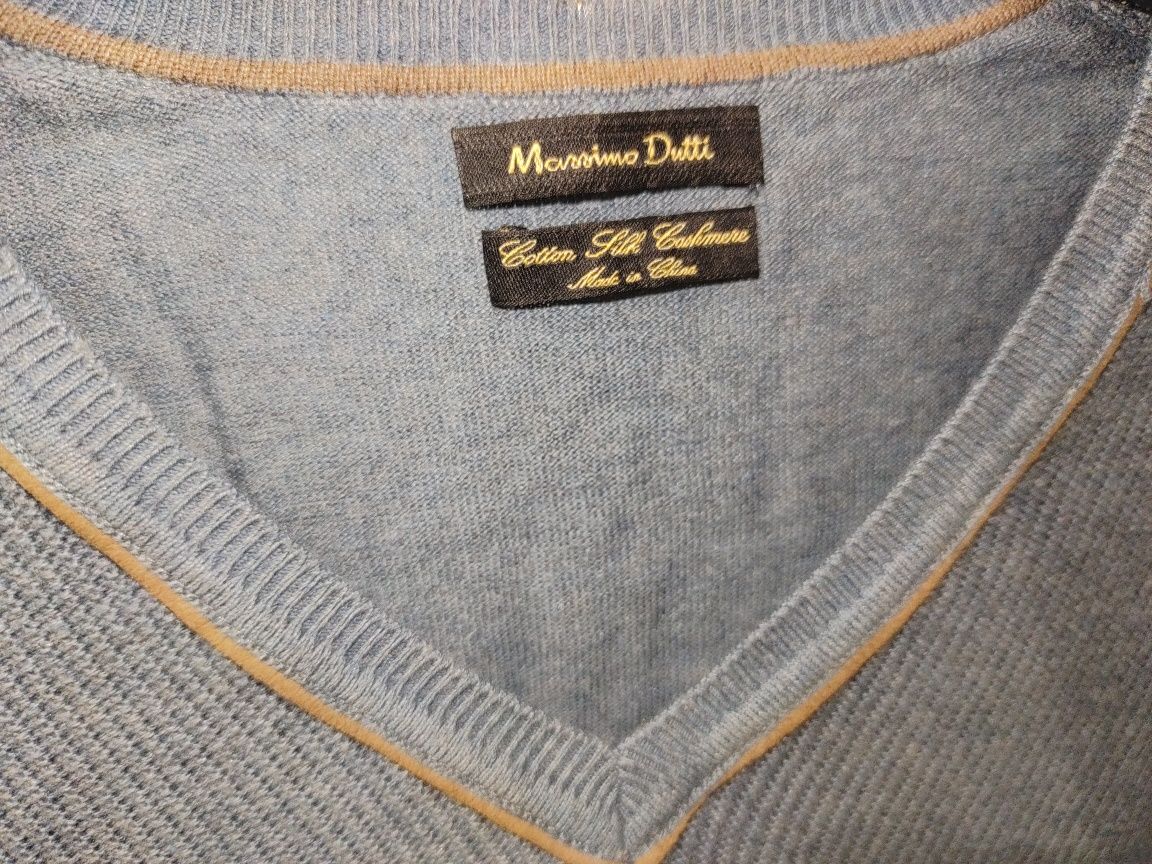 Massimo Dutti
Cotton Silk Cashmere
Made in China